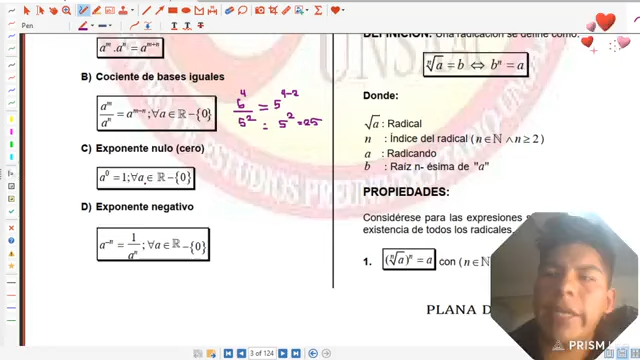 Pen
a^m . a^n = a^{m+n}
B) Cociente de bases iguales
a^m / a^n = a^{m-n}; ∀a ∈ ℝ - {0}
5^4 / 5^2 = 5^{4-2}
= 5^2 = 25
C) Exponente nulo (cero)
a^0 = 1; ∀a ∈ ℝ - {0}
D) Exponente negativo
a^{-n} = 1 / a^n ; ∀a ∈ ℝ - {0}
DEFINICIÓN: Una radicación se define como:
ⁿ√a = b ⇔ b^n = a
Donde:
√a : Radical
n : Índice del radical (n ∈ ℕ ∧ n ≥ 2)
a : Radicando
b : Raíz n- ésima de "a"
PROPIEDADES:
Considérese para las expresiones
existencia de todos los radicales.
1. (ⁿ√a)^n = a con (n ∈ ℕ
PLANA D
PRISM
3 de 124